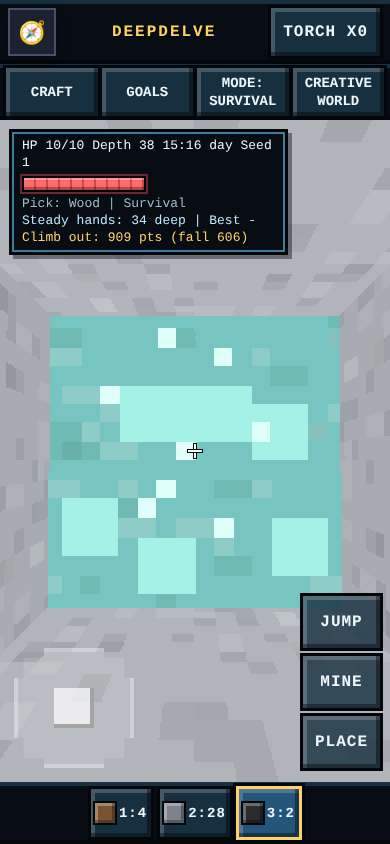 DEEPDELVE
TORCH X0
CRAFT
GOALS
MODE:
SURVIVAL
CREATIVE
WORLD
HP 10/10 Depth 38 15:16 day Seed
1
Pick: Wood | Survival
Steady hands: 34 deep | Best -
Climb out: 909 pts (fall 606)
JUMP
MINE
PLACE
1:4
2:28
3:2